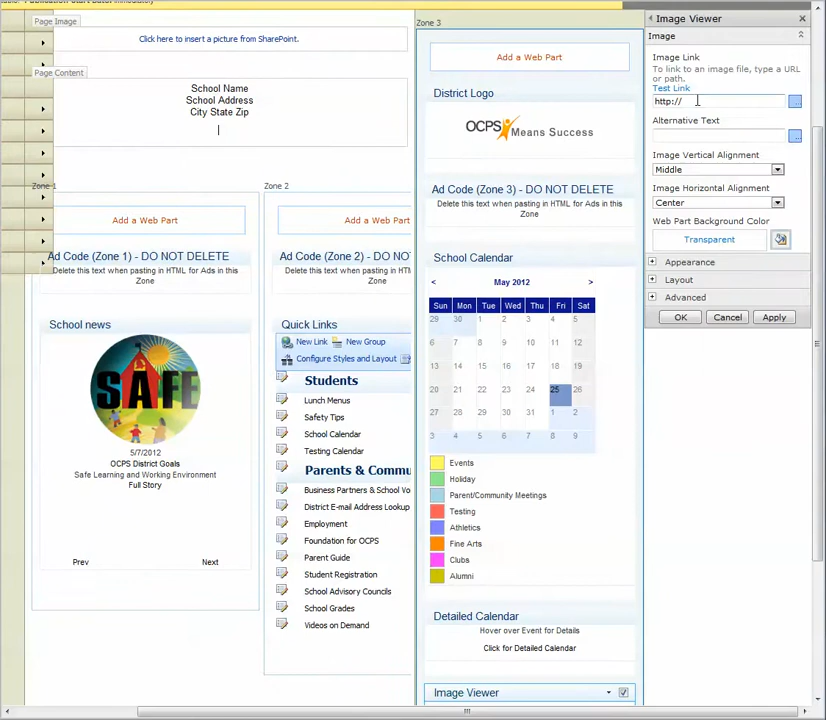 Page Image
Click here to insert a picture from SharePoint.
Page Content
School Name
School Address
City State Zip
Zone 1
Add a Web Part
Ad Code (Zone 1) - DO NOT DELETE
Delete this text when pasting in HTML for Ads in this
Zone
School news
SAFE
5/7/2012
OCPS District Goals
Safe Learning and Working Environment
Full Story
Prev
Next
Zone 2
Add a Web Part
Ad Code (Zone 2) - DO NOT
Delete this text when pasting in HTM
Zone
Quick Links
New Link
New Group
Configure Styles and Layout
Students
Lunch Menus
Safety Tips
School Calendar
Testing Calendar
Parents & Commu
Business Partners & School Vo
District E-mail Address Lookup
Employment
Foundation for OCPS
Parent Guide
Student Registration
School Advisory Councils
School Grades
Videos on Demand
Zone 3
Add a Web Part
District Logo
OCPS Means Success
Ad Code (Zone 3) - DO NOT DELETE
Delete this text when pasting in HTML for Ads in this
Zone
School Calendar
< May 2012 >
Sun Mon Tue Wed Thu Fri Sat
29 30 1 2 3 4 5
6 7 8 9 10 11 12
13 14 15 16 17 18 19
20 21 22 23 24 25 26
27 28 29 30 31 1 2
3 4 5 6 7 8 9
Events
Holiday
Parent/Community Meetings
Testing
Athletics
Fine Arts
Clubs
Alumni
Detailed Calendar
Hover over Event for Details
Click for Detailed Calendar
Image Viewer
Image Viewer
Image
Image Link
To link to an image file, type a URL
or path.
Test Link
http://
Alternative Text
Image Vertical Alignment
Middle
Image Horizontal Alignment
Center
Web Part Background Color
Transparent
Appearance
Layout
Advanced
OK
Cancel
Apply